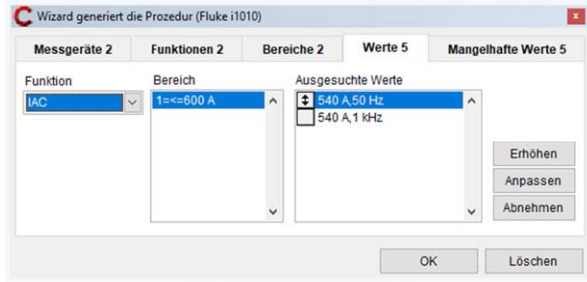 Wizard generiert die Prozedur (Fluke i1010)
Messgeräte 2 Funktionen 2 Bereiche 2 Werte 5 Mangelhafte Werte 5
Funktion Bereich Ausgesuchte Werte
IAC 1=<=600 A 540 A,50 Hz
540 A,1 kHz
Erhöhen
Anpassen
Abnehmen
OK Löschen